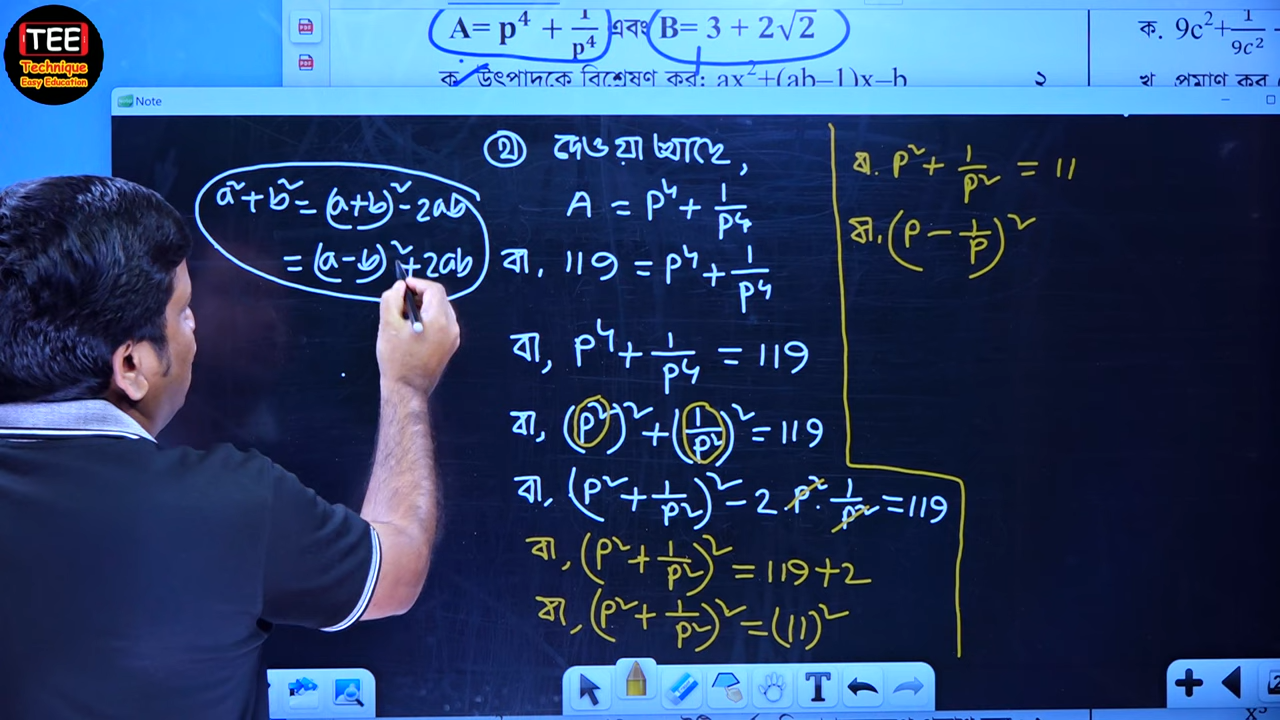 TEE
Technique
Easy Education
A= p⁴ + 1/p⁴ এবং B= 3 + 2√2
ক. উৎপাদকে বিশ্লেষণ কর: ax²+(ab–1)x–b ২
ক. 9c²+1/9c²
খ প্রমাণ কর
Note
a²+b²= (a+b)²-2ab
= (a-b)²+2ab
খ দেওয়া আছে,
A = p⁴ + 1/p⁴
বা, 119 = p⁴ + 1/p⁴
বা, p⁴ + 1/p⁴ = 119
বা, (p²)² + (1/p²)² = 119
বা, (p² + 1/p²)² - 2 p². 1/p² = 119
বা, (p² + 1/p²)² = 119+2
বা, (p² + 1/p²)² = (11)²
বা. p² + 1/p² = 11
বা, (p - 1/p)²
T